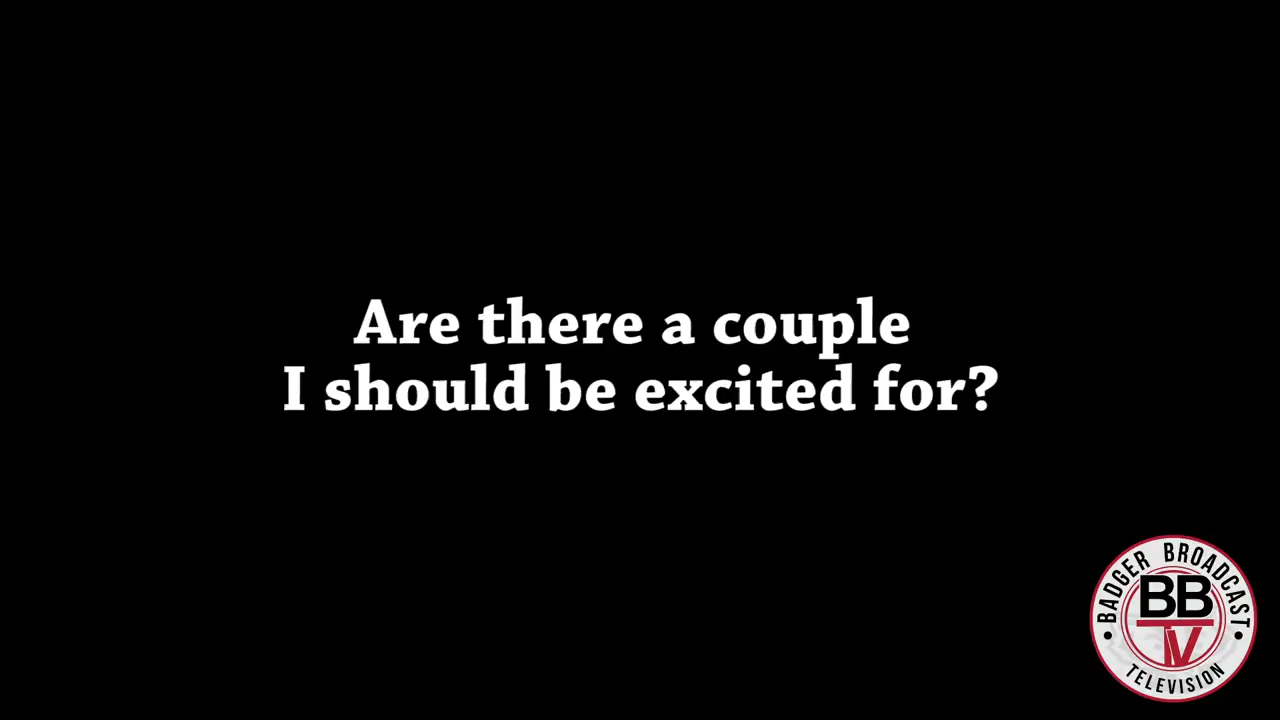 Are there a couple
I should be excited for?
BADGER BROADCAST
BB
TV
TELEVISION